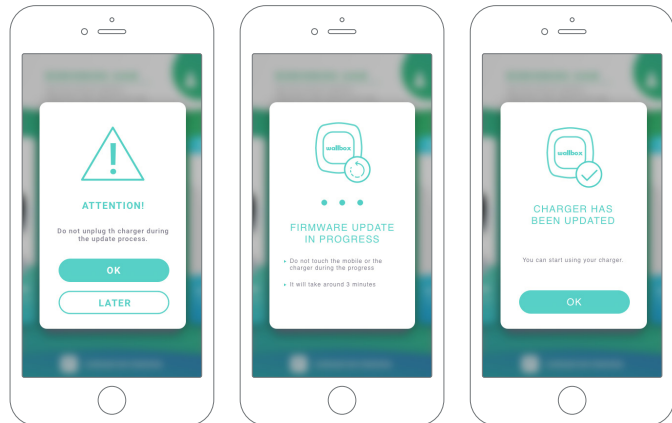 ATTENTION!
Do not unplug th charger during
the update process.
OK
LATER
wallbox
FIRMWARE UPDATE
IN PROGRESS
Do not touch the mobile or the
charger during the progress
It will take around 3 minutes
wallbox
CHARGER HAS
BEEN UPDATED
You can start using your charger.
OK